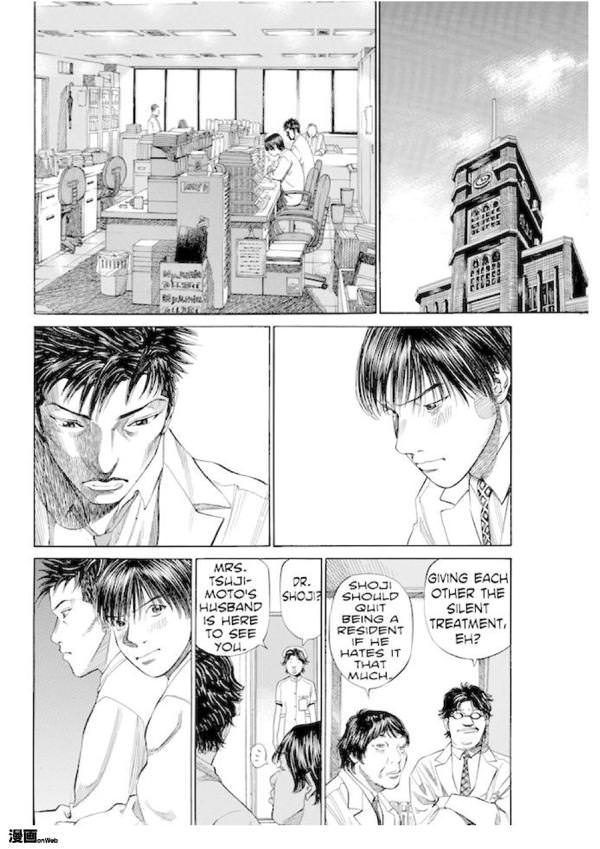 GIVING EACH
OTHER THE
SILENT
TREATMENT,
EH?
SHOJI
SHOULD
QUIT
BEING A
RESIDENT
IF HE
HATES IT
THAT
MUCH.
DR.
SHOJI?
MRS.
TSUJI-
MOTO'S
HUSBAND
IS HERE
TO SEE
YOU.
漫画onWeb